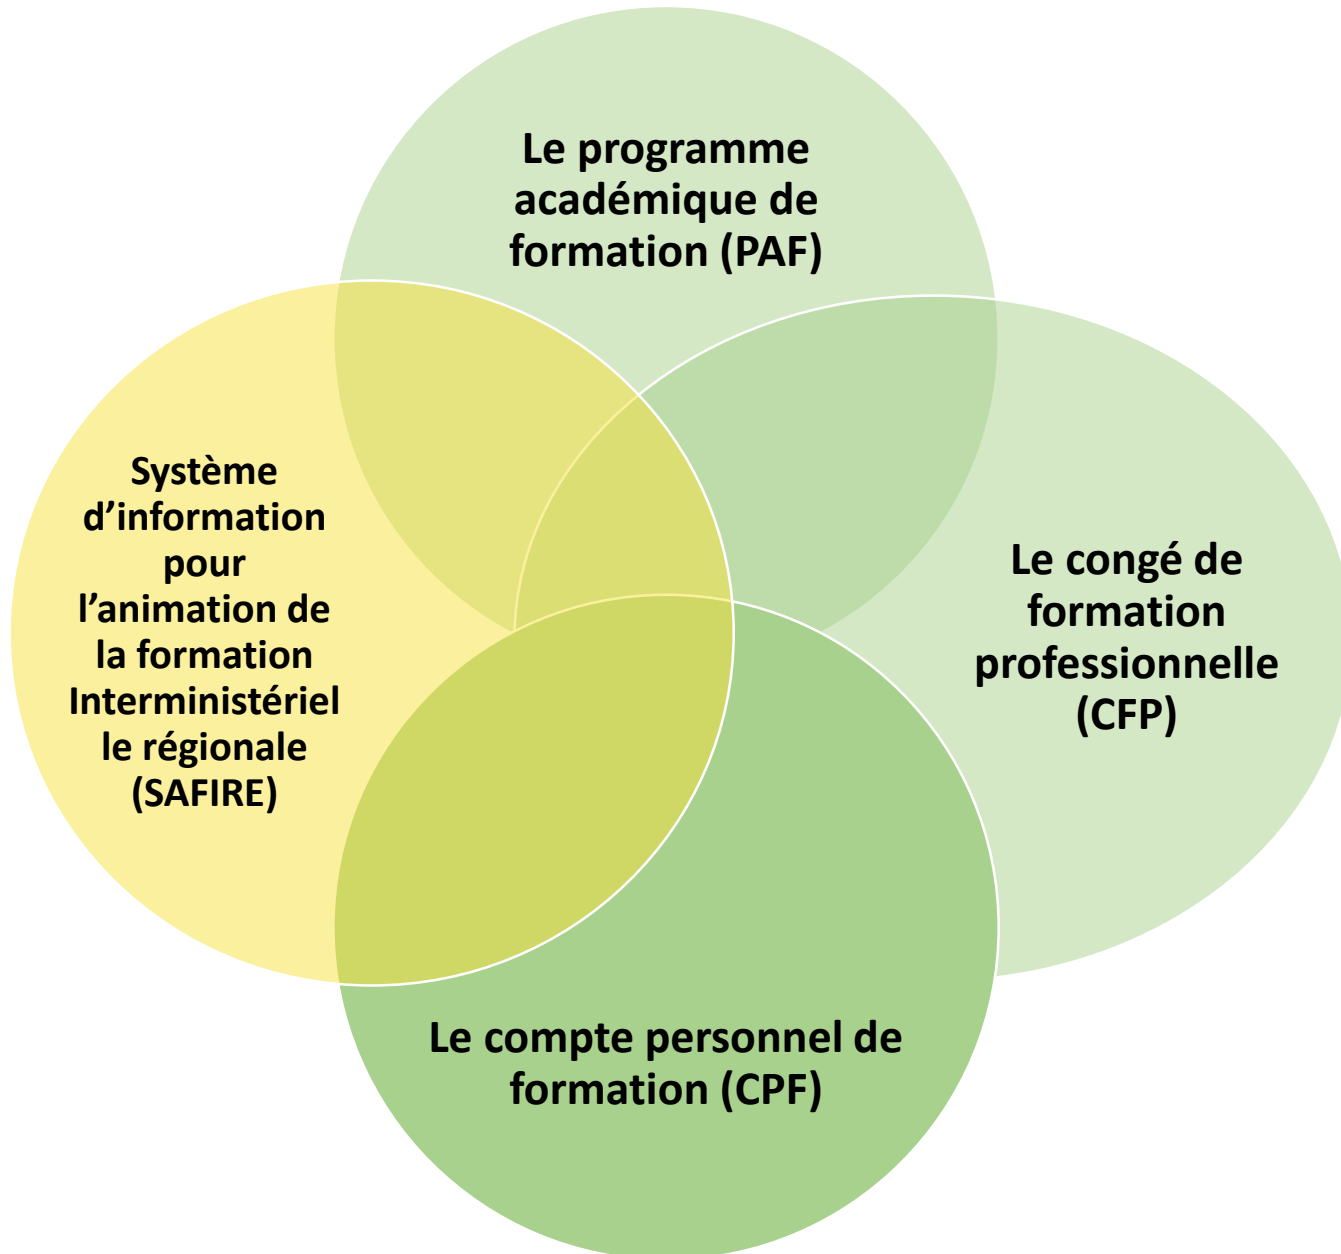 Le programme
académique de
formation (PAF)
Système
d’information
pour
l’animation de
la formation
Interministériel
le régionale
(SAFIRE)
Le congé de
formation
professionnelle
(CFP)
Le compte personnel de
formation (CPF)